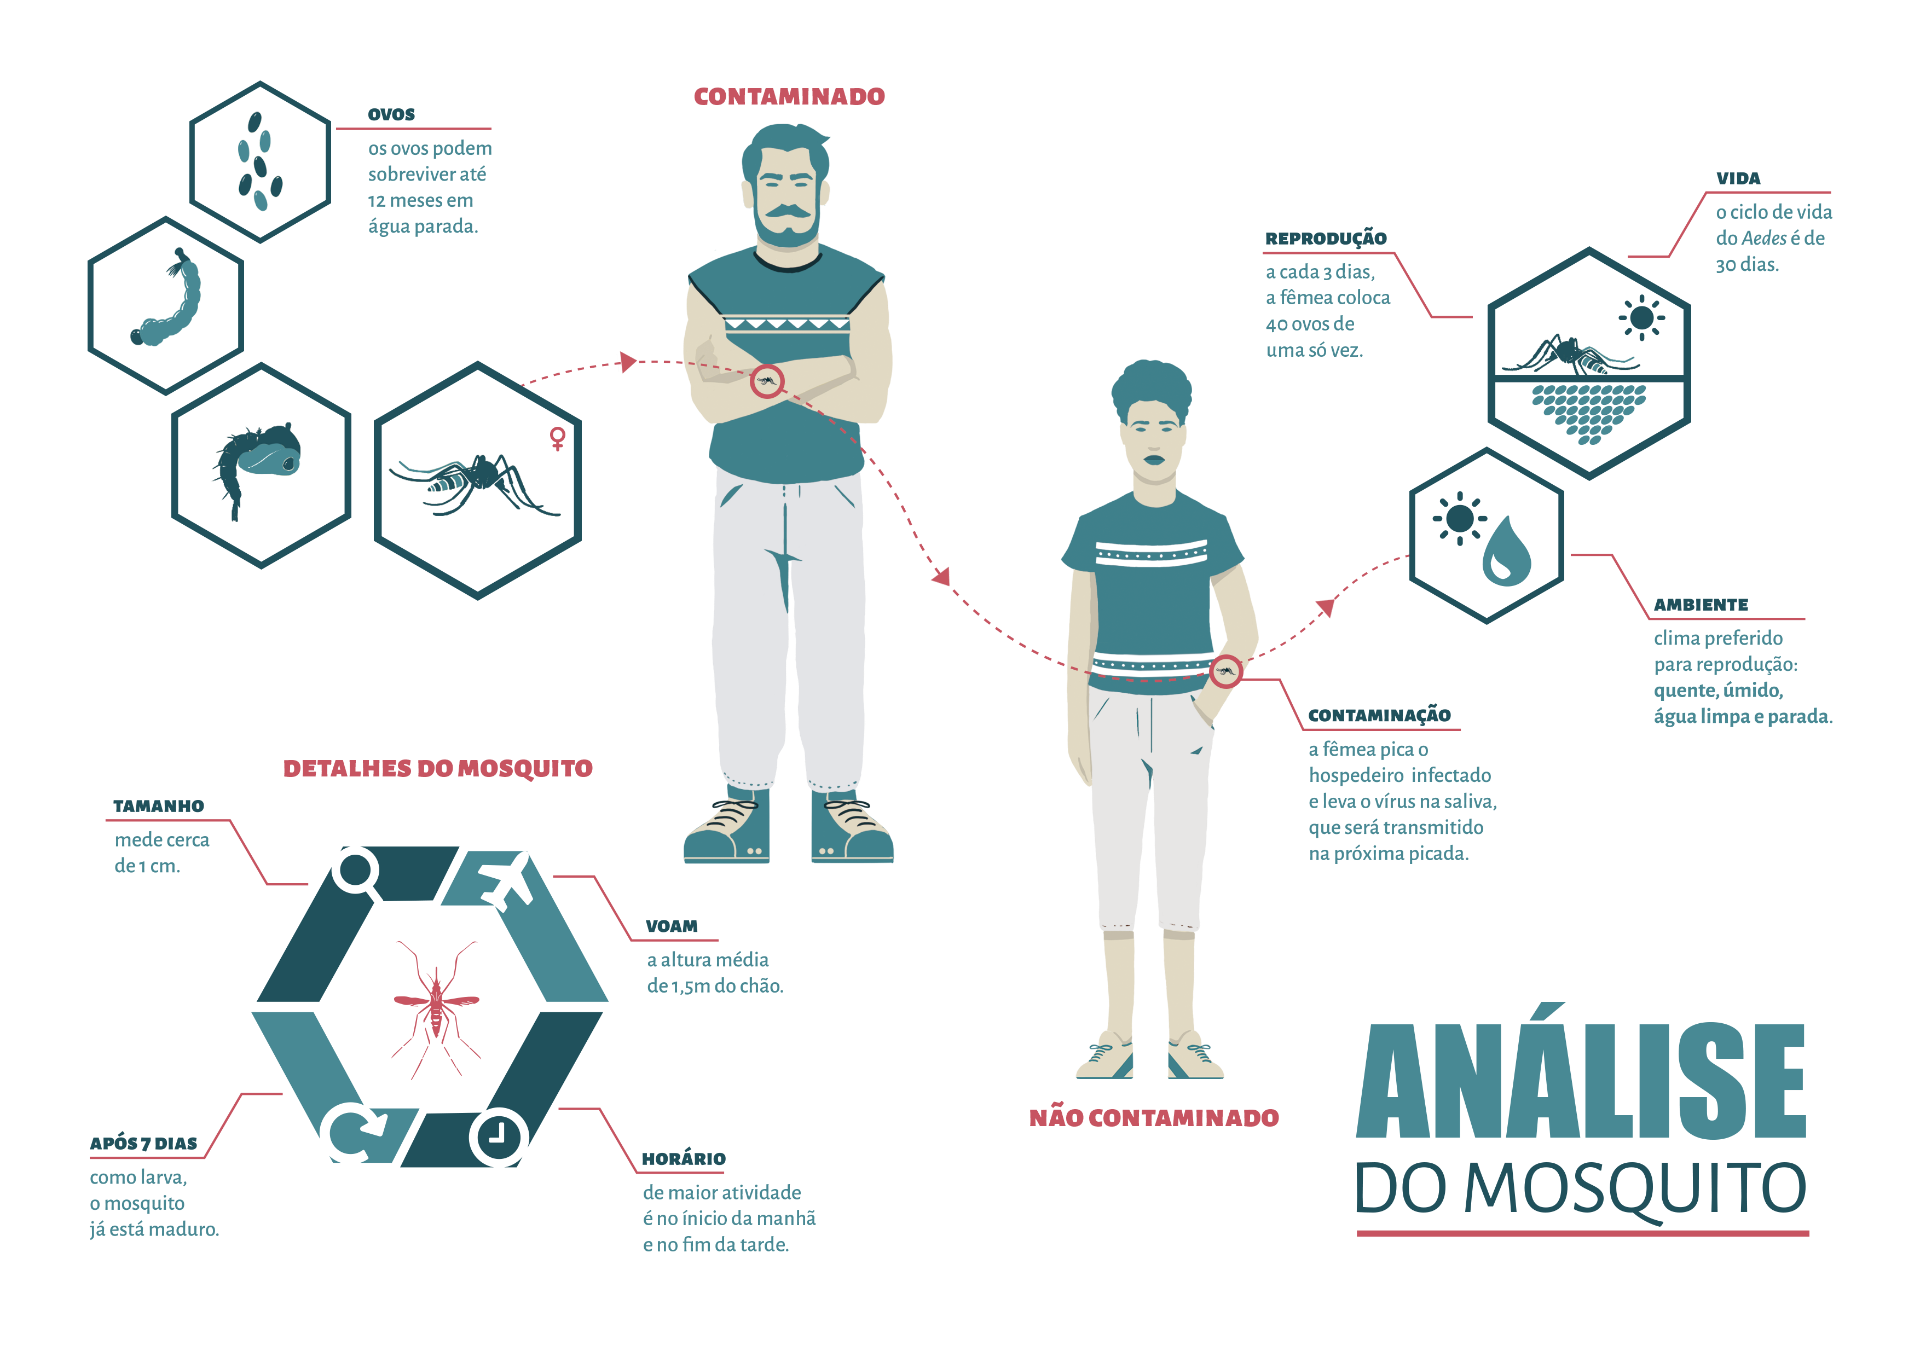 OVOS
os ovos podem
sobreviver até
12 meses em
água parada.
CONTAMINADO
VIDA
o ciclo de vida
do Aedes é de
30 dias.
REPRODUÇÃO
a cada 3 dias,
a fêmea coloca
40 ovos de
uma só vez.
AMBIENTE
clima preferido
para reprodução:
quente, úmido,
água limpa e parada.
CONTAMINAÇÃO
a fêmea pica o
hospedeiro infectado
e leva o vírus na saliva,
que será transmitido
na próxima picada.
DETALHES DO MOSQUITO
TAMANHO
mede cerca
de 1 cm.
VOAM
a altura média
de 1,5m do chão.
APÓS 7 DIAS
como larva,
o mosquito
já está maduro.
HORÁRIO
de maior atividade
é no ínicio da manhã
e no fim da tarde.
NÃO CONTAMINADO
ANÁLISE
DO MOSQUITO